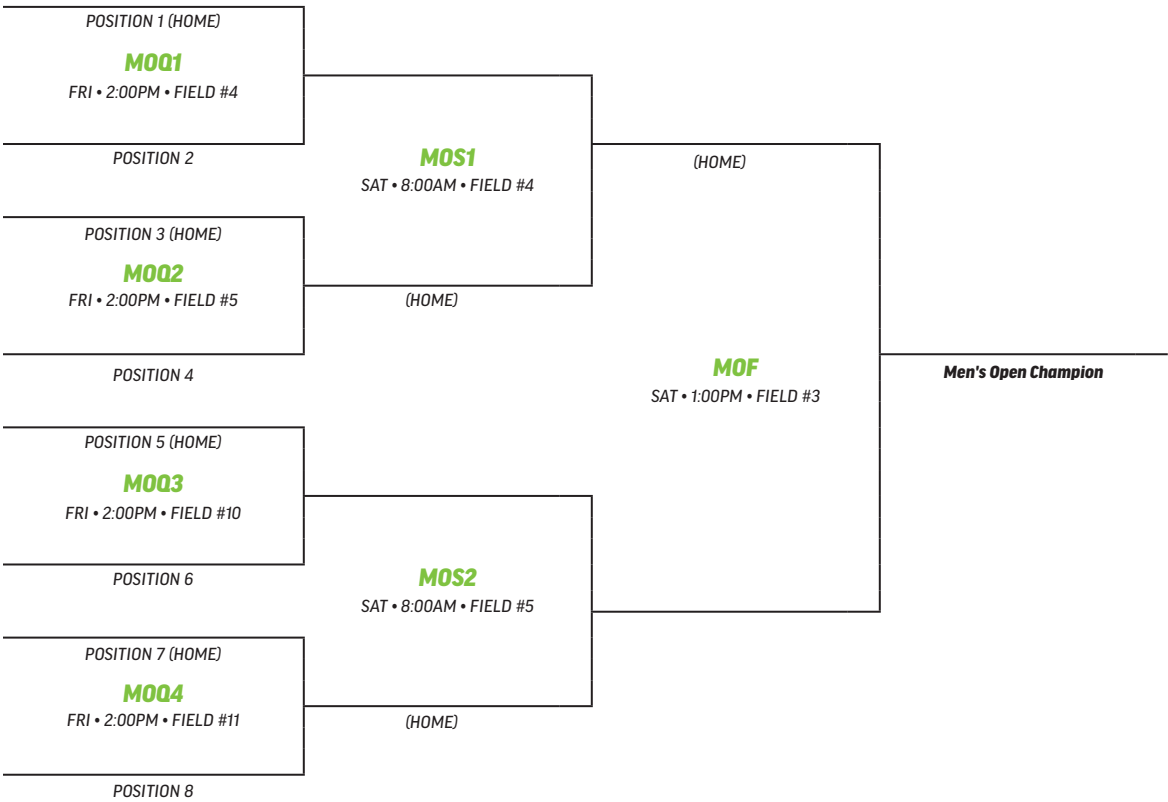 POSITION 1 (HOME)
MOQ1
FRI • 2:00PM • FIELD #4
POSITION 2
MOS1
SAT • 8:00AM • FIELD #4
(HOME)
POSITION 3 (HOME)
MOQ2
FRI • 2:00PM • FIELD #5
(HOME)
POSITION 4
MOF
SAT • 1:00PM • FIELD #3
Men's Open Champion
POSITION 5 (HOME)
MOQ3
FRI • 2:00PM • FIELD #10
POSITION 6
MOS2
SAT • 8:00AM • FIELD #5
POSITION 7 (HOME)
MOQ4
FRI • 2:00PM • FIELD #11
(HOME)
POSITION 8